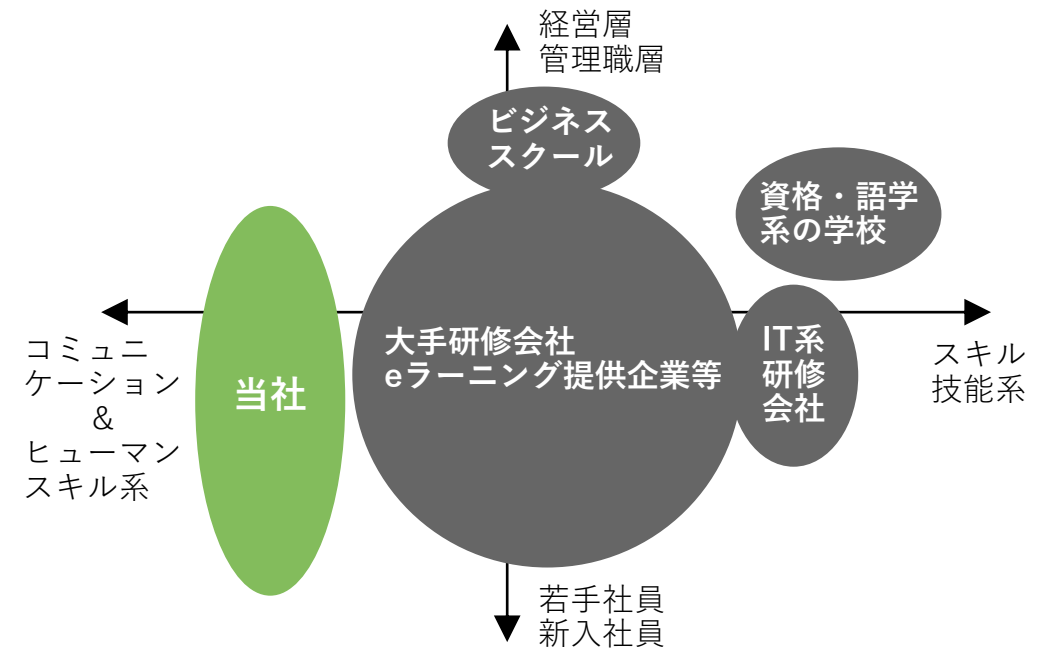 経営層
管理職層
ビジネス
スクール
資格・語学
系の学校
大手研修会社
eラーニング提供企業等
IT系
研修
会社
コミュニ
ケーション
&
ヒューマン
スキル系
当社
スキル
技能系
若手社員
新入社員